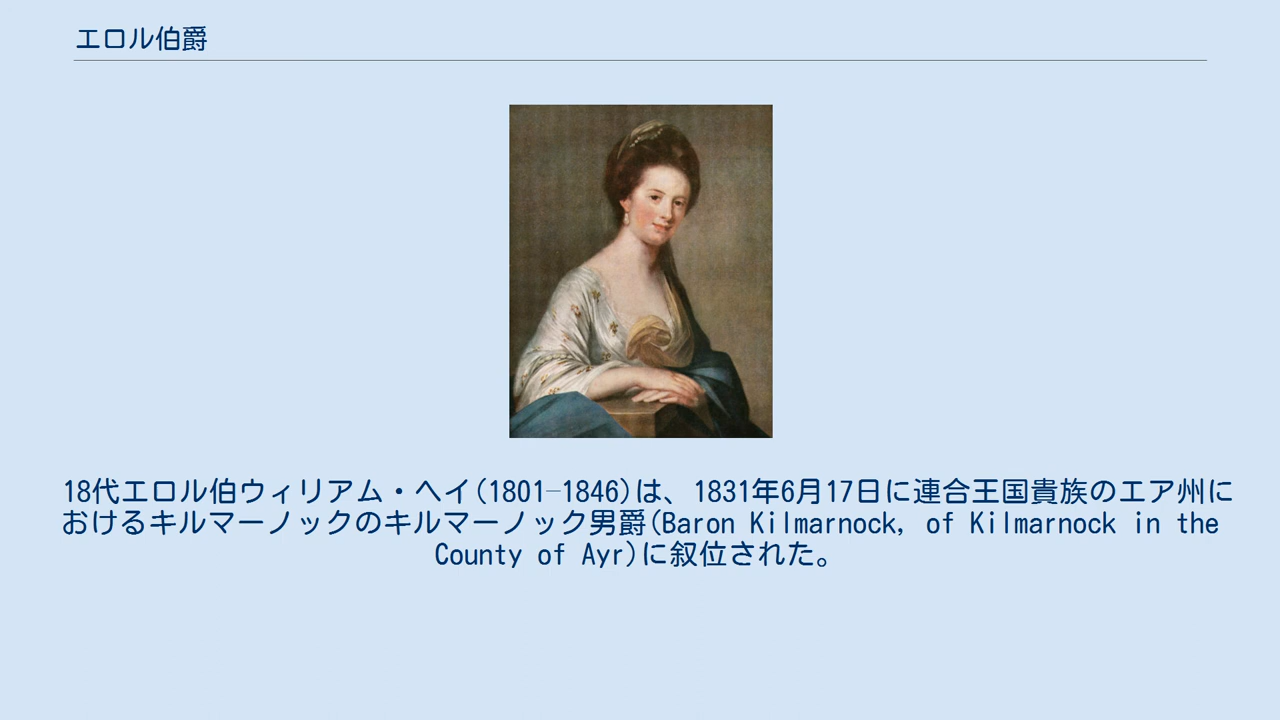 エロル伯爵
18代エロル伯ウィリアム・ヘイ(1801–1846)は、1831年6月17日に連合王国貴族のエア州に
おけるキルマーノックのキルマーノック男爵(Baron Kilmarnock, of Kilmarnock in the
County of Ayr)に叙位された。